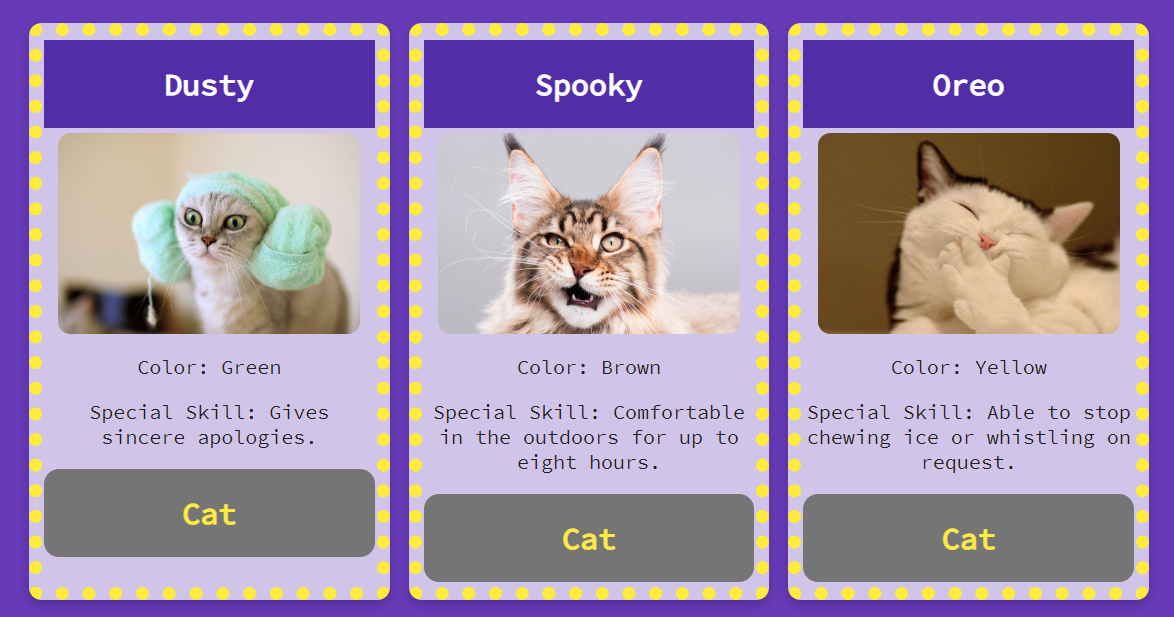 Dusty
Color: Green
Special Skill: Gives
sincere apologies.
Cat
Spooky
Color: Brown
Special Skill: Comfortable
in the outdoors for up to
eight hours.
Cat
Oreo
Color: Yellow
Special Skill: Able to stop
chewing ice or whistling on
request.
Cat